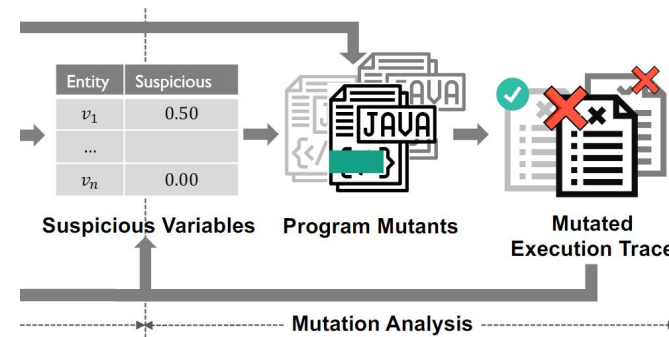 Entity Suspicious
v₁ 0.50
...
vₙ 0.00
JAVA
JAVA
{</>}
Suspicious Variables
Program Mutants
Mutated
Execution Trace
Mutation Analysis